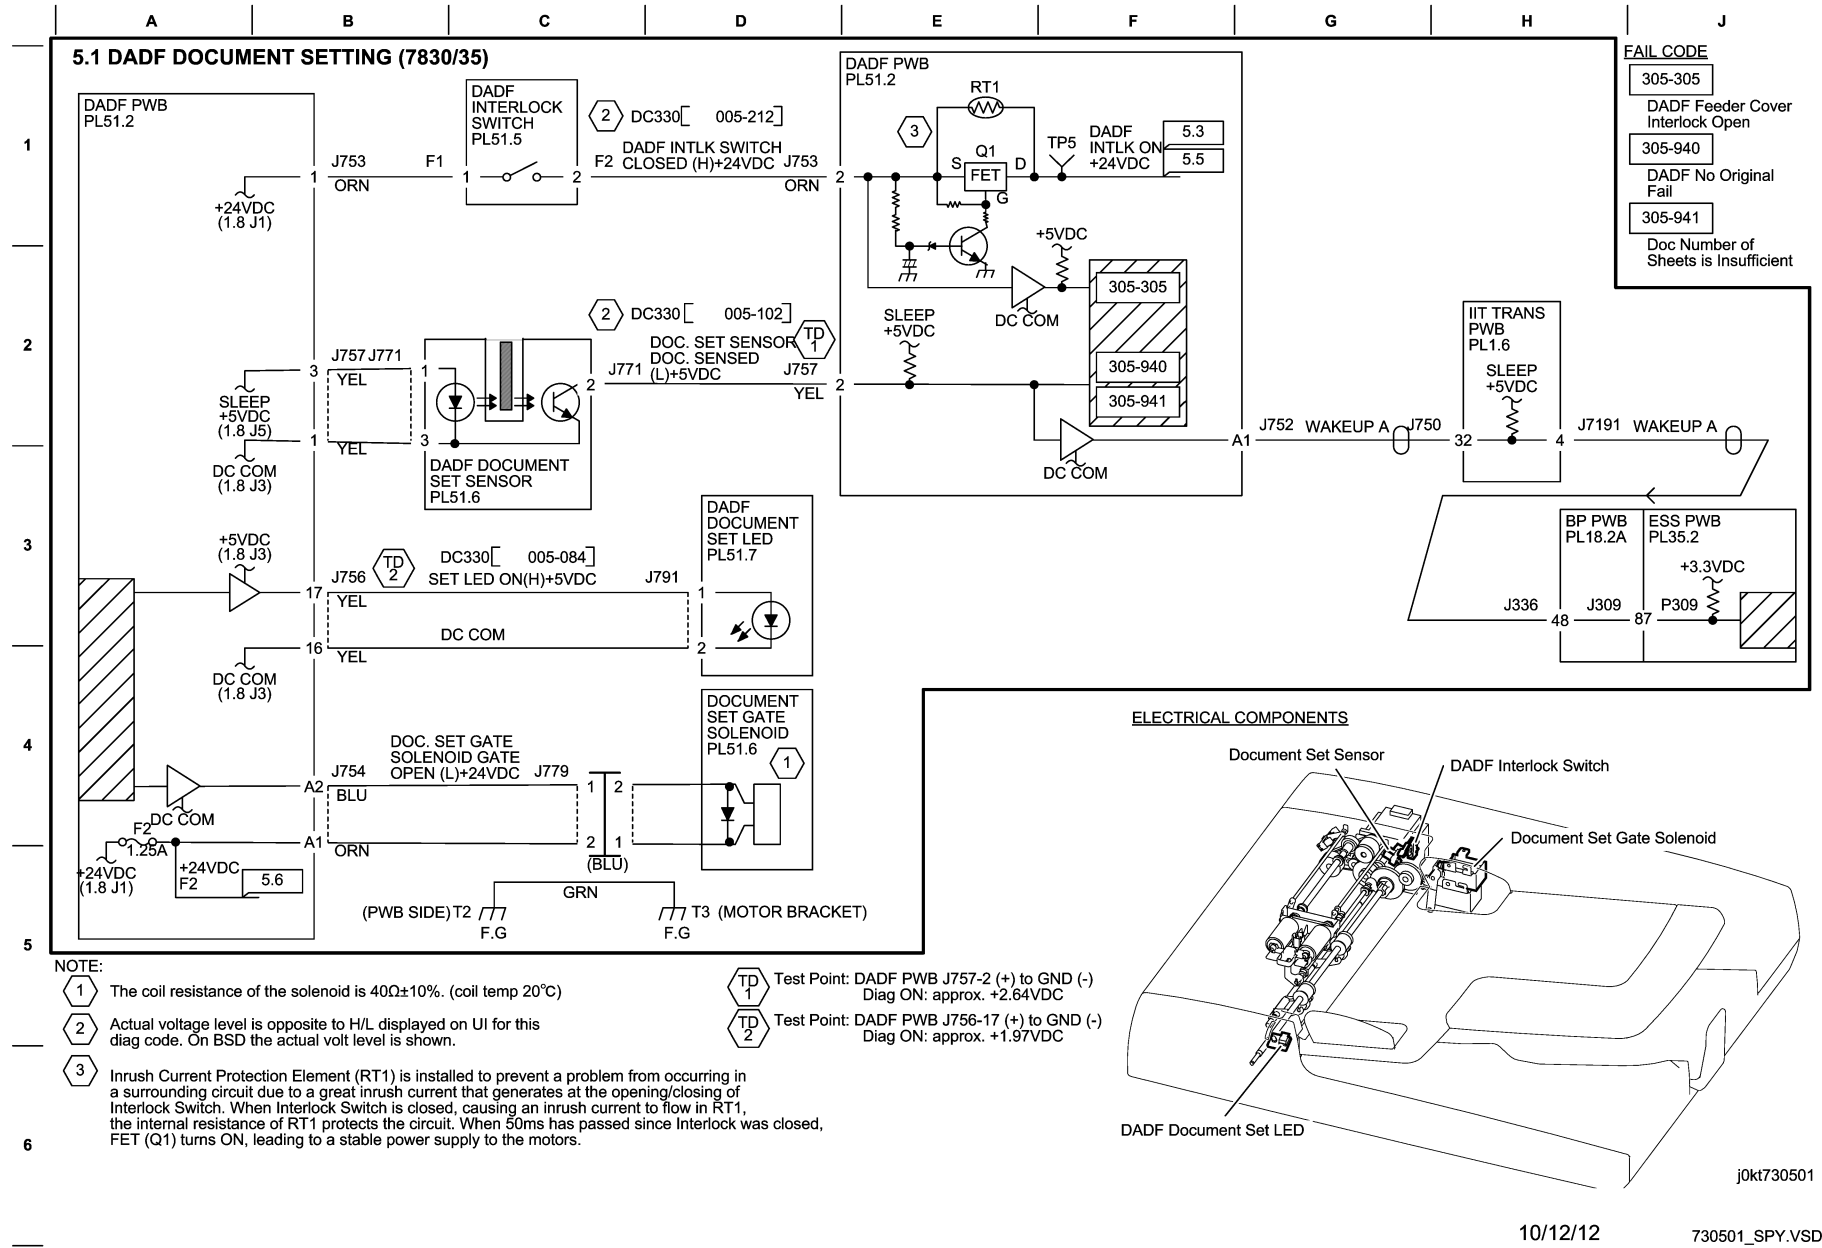 A B C D E F G H J
1
2
3
4
5
6
5.1 DADF DOCUMENT SETTING (7830/35)
DADF PWB
PL51.2
+24VDC
(1.8 J1)
1
J753
ORN
F1
DADF
INTERLOCK
SWITCH
PL51.5
1
2
2
DC330[ 005-212]
F2
DADF INTLK SWITCH
CLOSED (H)+24VDC
J753
ORN
2
DADF PWB
PL51.2
RT1
3
Q1
S
D
FET
G
TP5
DADF
INTLK ON
+24VDC
5.3
5.5
+5VDC
DC COM
305-305
305-940
305-941
FAIL CODE
305-305
DADF Feeder Cover
Interlock Open
305-940
DADF No Original
Fail
305-941
Doc Number of
Sheets is Insufficient
SLEEP
+5VDC
(1.8 J5)
3
J757 J771
YEL
1
DC COM
(1.8 J3)
1
YEL
3
DADF DOCUMENT
SET SENSOR
PL51.6
2
2
DC330[ 005-102]
J771
DOC. SET SENSOR
DOC. SENSED
(L)+5VDC
TD
1
J757
YEL
2
SLEEP
+5VDC
DC COM
A1
J752
WAKEUP A
J750
IIT TRANS
PWB
PL1.6
SLEEP
+5VDC
32
4
J7191
WAKEUP A
+5VDC
(1.8 J3)
17
J756
YEL
TD
2
DC330[ 005-084]
SET LED ON(H)+5VDC
J791
DADF
DOCUMENT
SET LED
PL51.7
1
2
DC COM
16
YEL
DC COM
(1.8 J3)
BP PWB
PL18.2A
ESS PWB
PL35.2
+3.3VDC
J336
48
J309
87
P309
DC COM
A2
J754
BLU
DOC. SET GATE
SOLENOID GATE
OPEN (L)+24VDC
J779
1
2
2
1
(BLU)
DOCUMENT
SET GATE
SOLENOID
PL51.6
1
F2
1.25A
+24VDC
(1.8 J1)
A1
ORN
+24VDC
F2
5.6
(PWB SIDE) T2
F.G
GRN
T3 (MOTOR BRACKET)
F.G
ELECTRICAL COMPONENTS
Document Set Sensor
DADF Interlock Switch
Document Set Gate Solenoid
DADF Document Set LED
NOTE:
1
The coil resistance of the solenoid is 40Ω±10%. (coil temp 20°C)
2
Actual voltage level is opposite to H/L displayed on UI for this
diag code. On BSD the actual volt level is shown.
3
Inrush Current Protection Element (RT1) is installed to prevent a problem from occurring in
a surrounding circuit due to a great inrush current that generates at the opening/closing of
Interlock Switch. When Interlock Switch is closed, causing an inrush current to flow in RT1,
the internal resistance of RT1 protects the circuit. When 50ms has passed since Interlock was closed,
FET (Q1) turns ON, leading to a stable power supply to the motors.
TD
1
Test Point: DADF PWB J757-2 (+) to GND (-)
Diag ON: approx. +2.64VDC
TD
2
Test Point: DADF PWB J756-17 (+) to GND (-)
Diag ON: approx. +1.97VDC
j0kt730501
10/12/12
730501_SPY.VSD